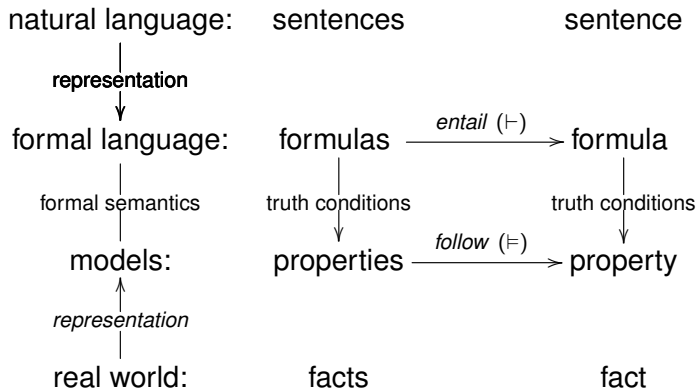 natural language: sentences sentence
representation
formal language: formulas entail (⊢) formula
formal semantics truth conditions truth conditions
models: properties follow (⊨) property
representation
real world: facts fact